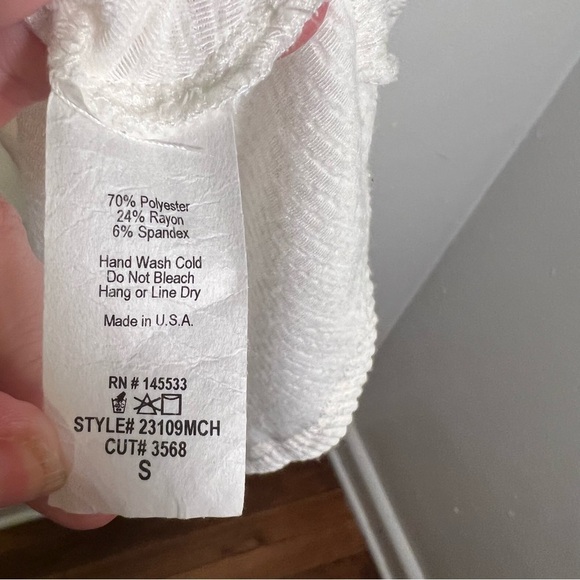 70% Polyester
24% Rayon
6% Spandex
Hand Wash Cold
Do Not Bleach
Hang or Line Dry
Made in U.S.A.
RN # 145533
STYLE# 23109MCH
CUT# 3568
S